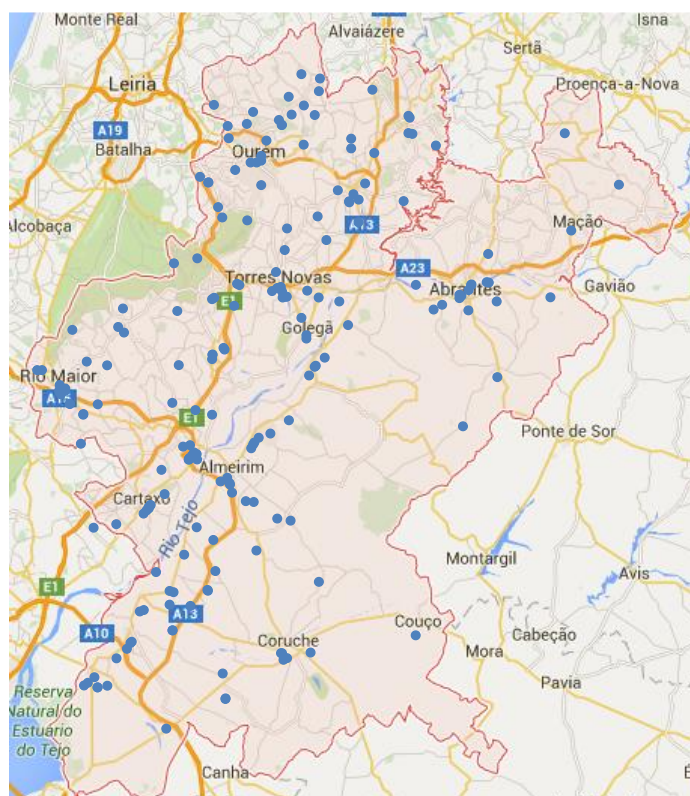 Monte Real
Isna
Alvaiázere
Sertã
Leiria
Proença-a-Nova
A19
Batalha
Ourem
Mação
Alcobaça
A13
A23
Torres Novas
Abrantes
Gavião
E1
Golegã
Rio Maior
A15
E1
Ponte de Sor
Almeirim
Cartaxo
Rio Tejo
Montargil
Avis
E1
A13
Couço
A10
Cabeção
Coruche
Mora
Pavia
Reserva
Natural do
Estuário
do Tejo
Canha